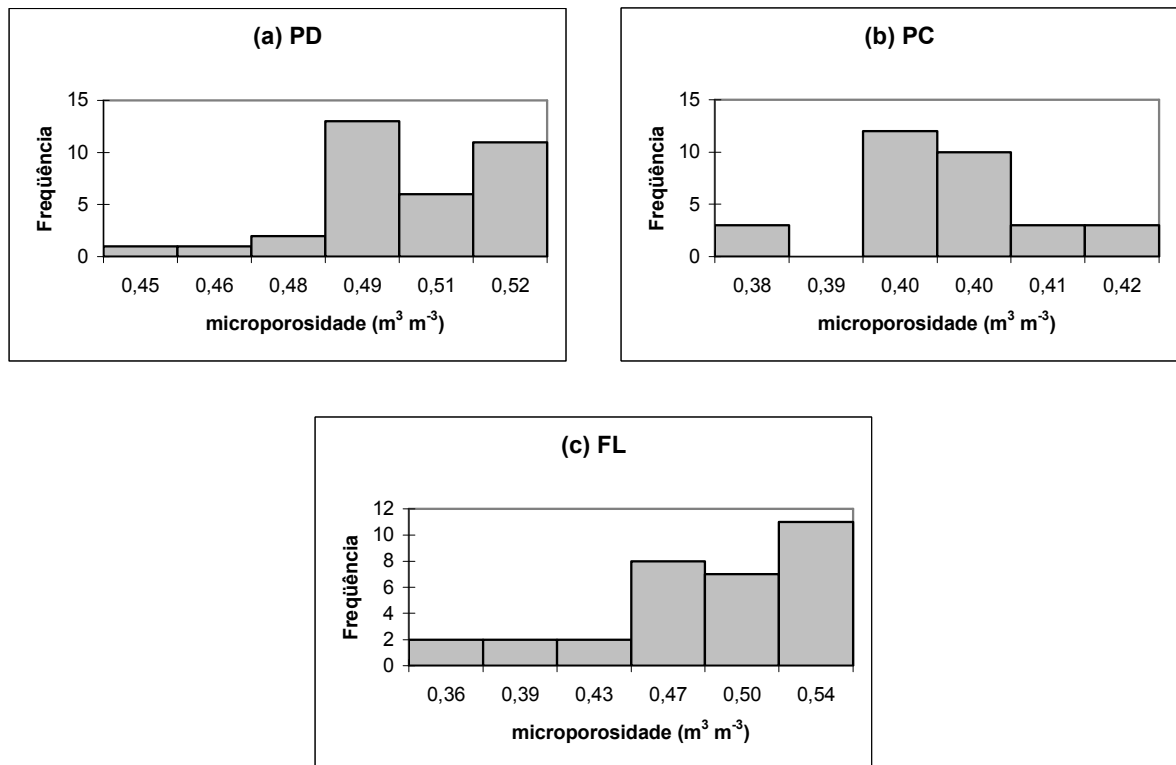 (a) PD
Freqüência
15
10
5
0
0,45 0,46 0,48 0,49 0,51 0,52
microporosidade (m³ m⁻³)
(b) PC
Freqüência
15
10
5
0
0,38 0,39 0,40 0,40 0,41 0,42
microporosidade (m³ m⁻³)
(c) FL
Freqüência
12
10
8
6
4
2
0
0,36 0,39 0,43 0,47 0,50 0,54
microporosidade (m³ m⁻³)